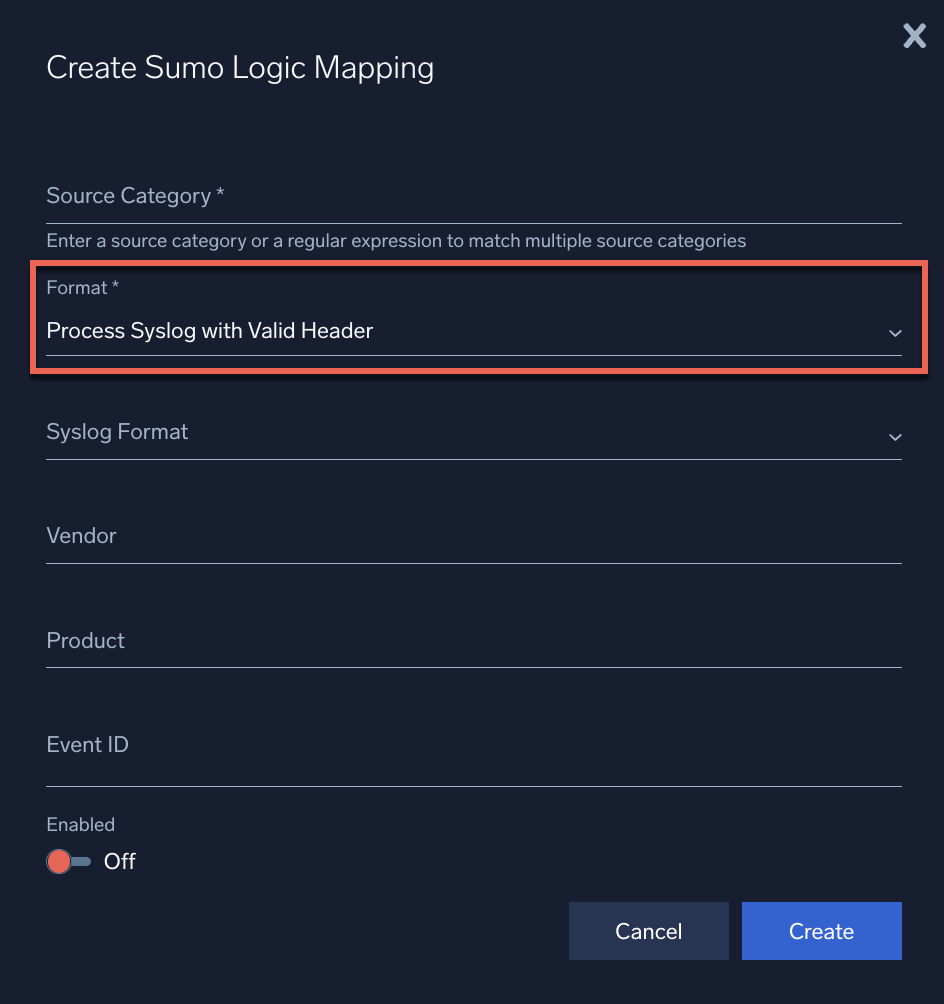 Create Sumo Logic Mapping
Source Category *
Enter a source category or a regular expression to match multiple source categories
Format *
Process Syslog with Valid Header
Syslog Format
Vendor
Product
Event ID
Enabled
Off
Cancel
Create